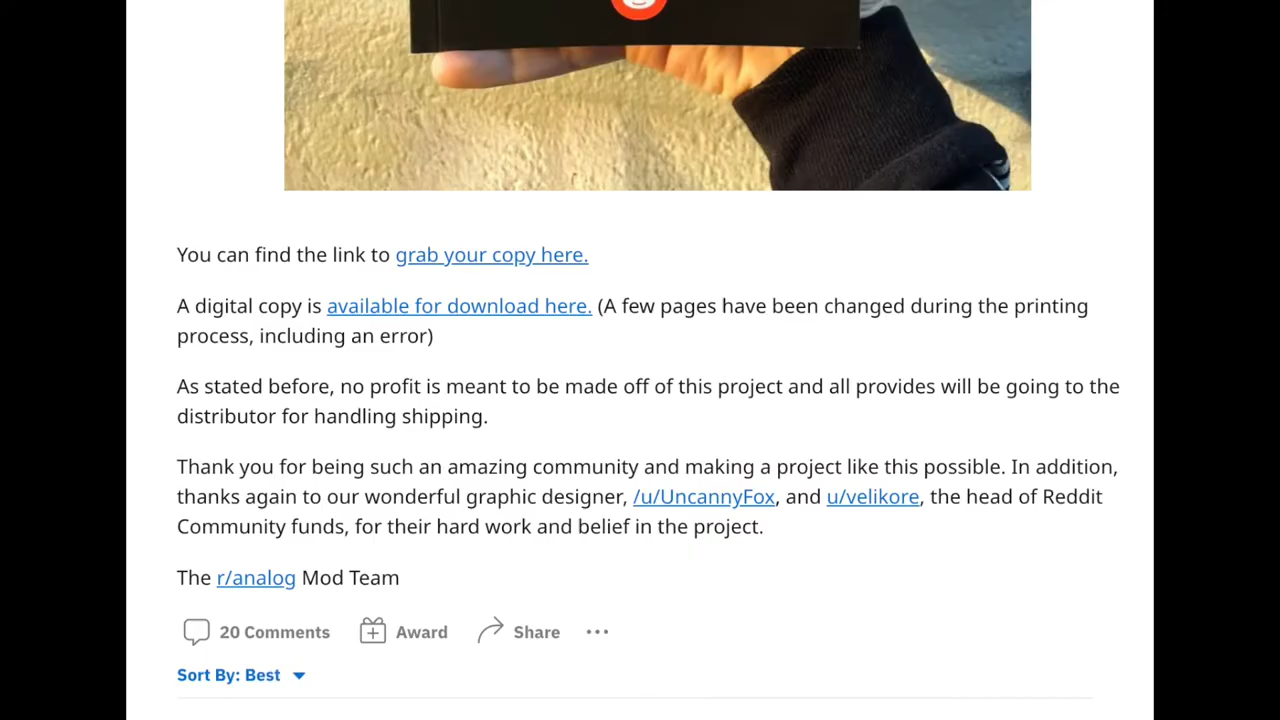 You can find the link to grab your copy here.
A digital copy is available for download here. (A few pages have been changed during the printing
process, including an error)
As stated before, no profit is meant to be made off of this project and all provides will be going to the
distributor for handling shipping.
Thank you for being such an amazing community and making a project like this possible. In addition,
thanks again to our wonderful graphic designer, /u/UncannyFox, and u/velikore, the head of Reddit
Community funds, for their hard work and belief in the project.
The r/analog Mod Team
20 Comments Award Share
Sort By: Best